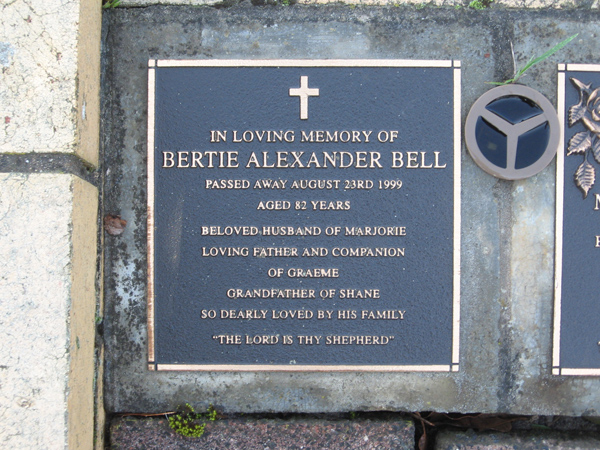 IN LOVING MEMORY OF
BERTIE ALEXANDER BELL
PASSED AWAY AUGUST 23RD 1999
AGED 82 YEARS
BELOVED HUSBAND OF MARJORIE
LOVING FATHER AND COMPANION
OF GRAEME
GRANDFATHER OF SHANE
SO DEARLY LOVED BY HIS FAMILY
"THE LORD IS THY SHEPHERD"